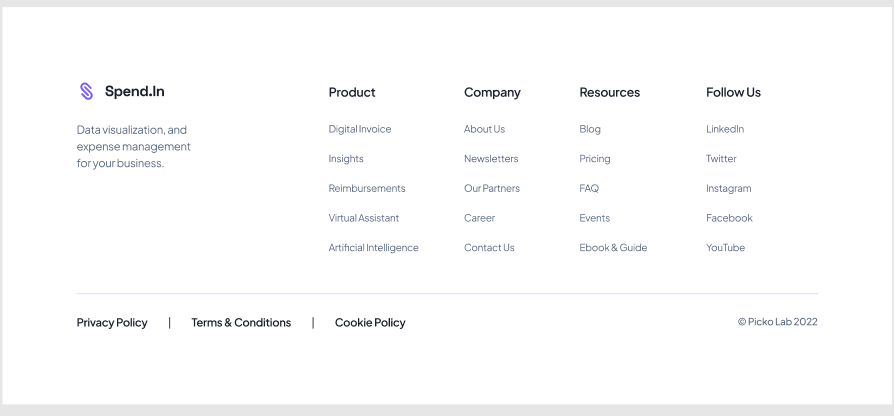 Spend.In
Data visualization, and
expense management
for your business.
Product
Digital Invoice
Insights
Reimbursements
Virtual Assistant
Artificial Intelligence
Company
About Us
Newsletters
Our Partners
Career
Contact Us
Resources
Blog
Pricing
FAQ
Events
Ebook & Guide
Follow Us
LinkedIn
Twitter
Instagram
Facebook
YouTube
Privacy Policy | Terms & Conditions | Cookie Policy
© Picko Lab 2022